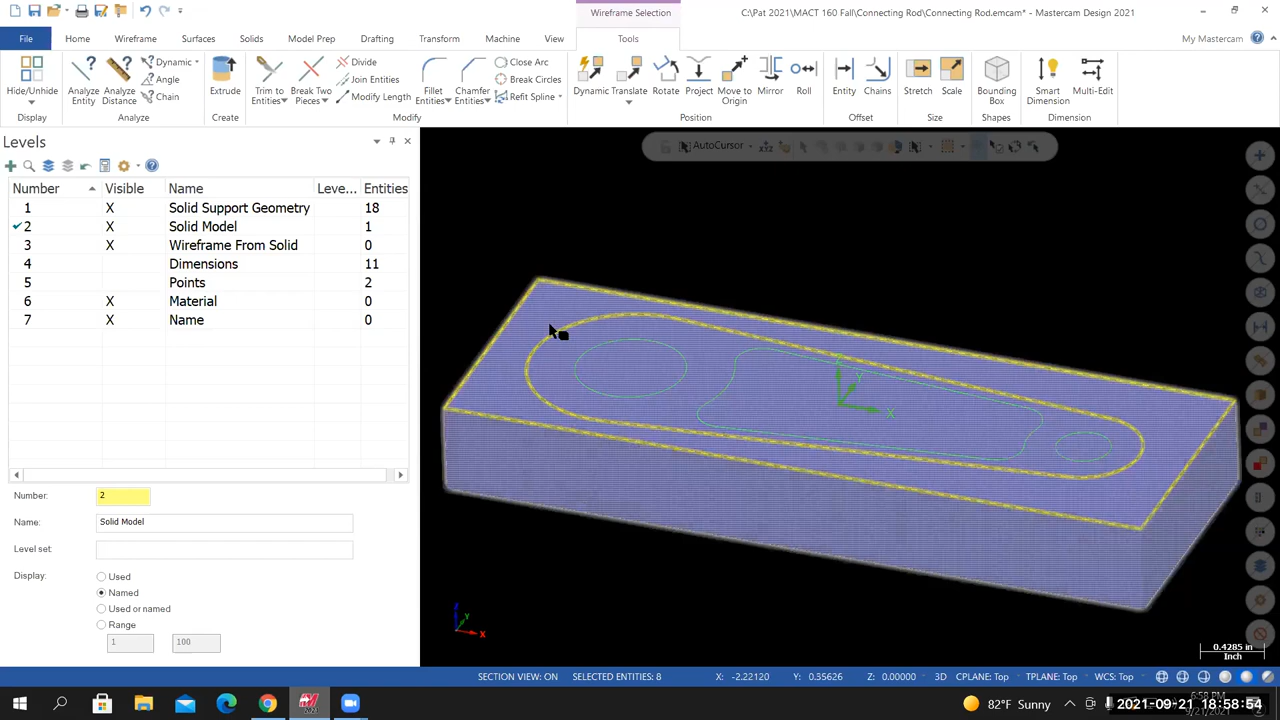 Wireframe Selection
C:\Pat 2021\MACT 160 Fall\Connecting Rod\Connecting Rod.emcam* - Mastercam Design 2021
File Home Wireframe Surfaces Solids Model Prep Drafting Transform Machine View Tools My Mastercam
Hide/Unhide
Display
Analyze Entity
Analyze Distance
Dynamic
Angle
Chain
Analyze
Extrude
Create
Trim to Entities
Break Two Pieces
Divide
Join Entities
Modify Length
Fillet Entities
Chamfer Entities
Close Arc
Break Circles
Refit Spline
Modify
Dynamic
Translate
Rotate
Project
Move to Origin
Mirror
Roll
Position
Entity
Chains
Offset
Stretch
Scale
Size
Bounding Box
Shapes
Smart Dimension
Multi-Edit
Dimension
Levels
AutoCursor
Number Visible Name Leve... Entities
1 X Solid Support Geometry 18
2 X Solid Model 1
3 X Wireframe From Solid 0
4 Dimensions 11
5 Points 2
6 X Material 0
7 X Name 0
Number: 2
Name: Solid Model
Level set:
Display: Used
Named
Used or named
Range
1 100
Y
X
Z
Y
X
0.4285 in
Inch
SECTION VIEW: ON SELECTED ENTITIES: 8 X: -2.22120 Y: 0.35626 Z: 0.00000 3D CPLANE: Top TPLANE: Top WCS: Top
82°F Sunny
6:58 PM
2021-09-21 18:58:54
9/21/2021